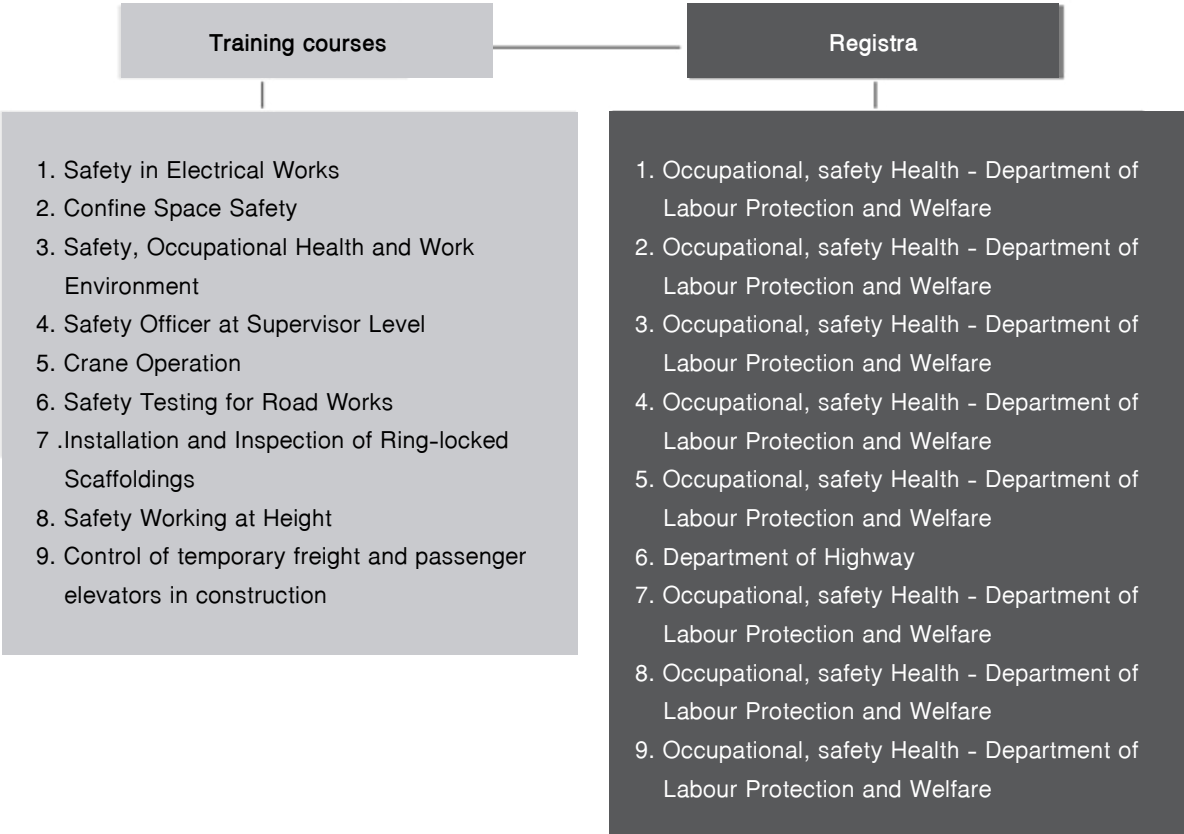 Training courses
Registra
1. Safety in Electrical Works
2. Confine Space Safety
3. Safety, Occupational Health and Work
Environment
4. Safety Officer at Supervisor Level
5. Crane Operation
6. Safety Testing for Road Works
7 .Installation and Inspection of Ring-locked
Scaffoldings
8. Safety Working at Height
9. Control of temporary freight and passenger
elevators in construction
1. Occupational, safety Health - Department of
Labour Protection and Welfare
2. Occupational, safety Health - Department of
Labour Protection and Welfare
3. Occupational, safety Health - Department of
Labour Protection and Welfare
4. Occupational, safety Health - Department of
Labour Protection and Welfare
5. Occupational, safety Health - Department of
Labour Protection and Welfare
6. Department of Highway
7. Occupational, safety Health - Department of
Labour Protection and Welfare
8. Occupational, safety Health - Department of
Labour Protection and Welfare
9. Occupational, safety Health - Department of
Labour Protection and Welfare